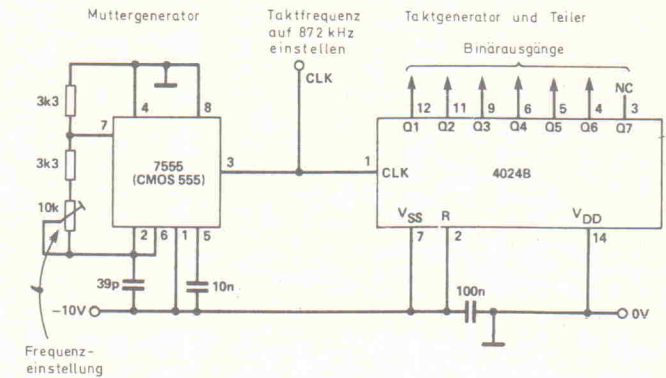 Muttergenerator
Taktfrequenz
auf 872 kHz
einstellen
Taktgenerator und Teiler
Binärausgänge
CLK
NC
3k3
4
8
7
12
11
9
6
5
4
3
Q1
Q2
Q3
Q4
Q5
Q6
Q7
3k3
7555
(CMOS 555)
3
1
CLK
4024B
10k
2
6
1
5
VSS
R
VDD
7
2
14
39p
10n
100n
−10V
0V
Frequenz-
einstellung